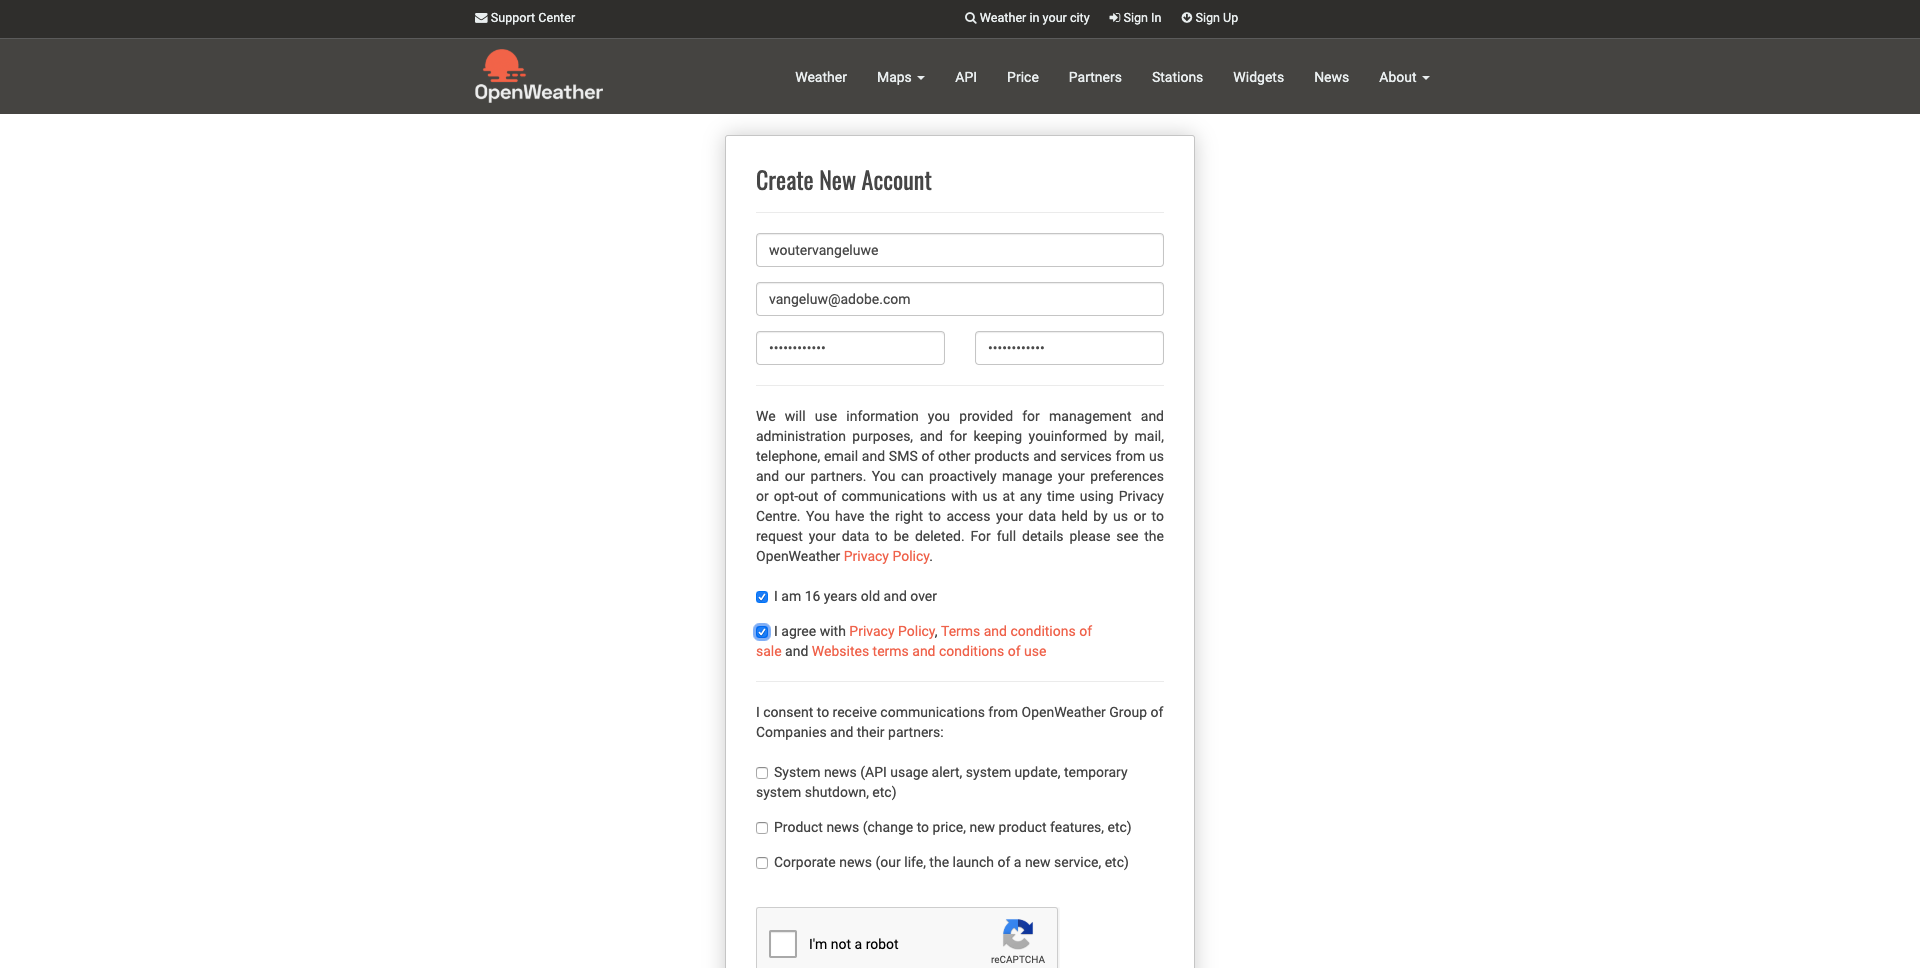 Support Center
Weather in your city
Sign In
Sign Up
OpenWeather
Weather
Maps
API
Price
Partners
Stations
Widgets
News
About
Create New Account
woutervangeluwe
vangeluw@adobe.com
••••••••••••
••••••••••••
We will use information you provided for management and
administration purposes, and for keeping youinformed by mail,
telephone, email and SMS of other products and services from us
and our partners. You can proactively manage your preferences
or opt-out of communications with us at any time using Privacy
Centre. You have the right to access your data held by us or to
request your data to be deleted. For full details please see the
OpenWeather Privacy Policy.
I am 16 years old and over
I agree with Privacy Policy, Terms and conditions of
sale and Websites terms and conditions of use
I consent to receive communications from OpenWeather Group of
Companies and their partners:
System news (API usage alert, system update, temporary
system shutdown, etc)
Product news (change to price, new product features, etc)
Corporate news (our life, the launch of a new service, etc)
I'm not a robot
reCAPTCHA